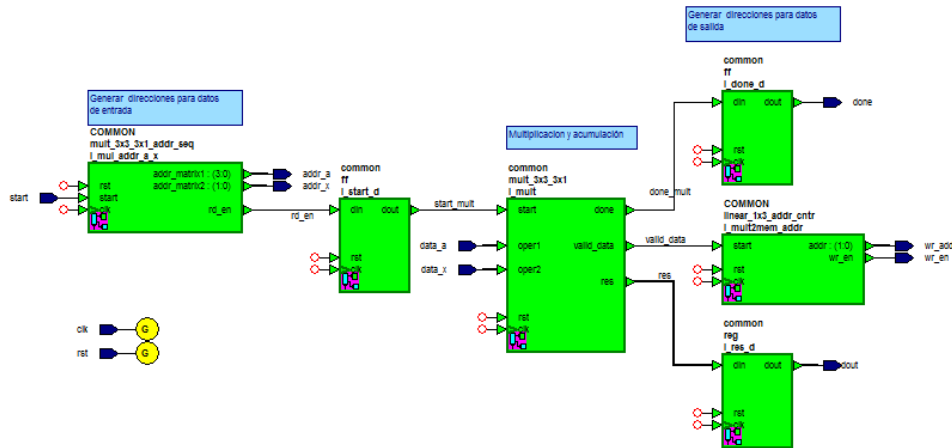 Generar direcciones para datos
de salida
common
ff
I_done_d
din dout
done
rst
clk
Generar direcciones para datos
de entrada
COMMON
mult_3x3_3x1_addr_seq
I_mul_addr_a_x
addr_matrix1 : (3:0)
addr_a
rst
addr_matrix2 : (1:0)
addr_x
start
start
clk
rd_en
rd_en
common
ff
I_start_d
din dout
start_mult
rst
clk
Multiplicacion y acumulación
common
mult_3x3_3x1
I_mult
start done
done_mult
data_a
oper1 valid_data
valid_data
data_x
oper2
res
res
rst
clk
COMMON
linear_1x3_addr_cntr
I_mult2mem_addr
start addr : (1:0)
wr_add
wr_en
wr_en
rst
clk
common
reg
I_res_d
din dout
dout
rst
clk
clk
G
rst
G